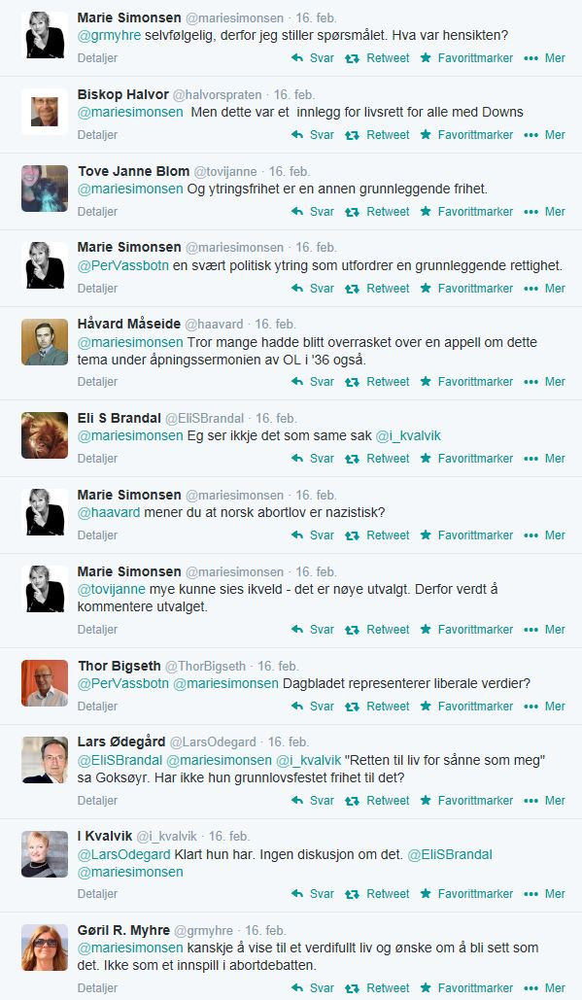 Marie Simonsen @mariesimonsen · 16. feb.
@grmyhre selvfølgelig, derfor jeg stiller spørsmålet. Hva var hensikten?
Detaljer Svar Retweet Favorittmarker Mer
Biskop Halvor @halvorspraten · 16. feb.
@mariesimonsen Men dette var et innlegg for livsrett for alle med Downs
Detaljer Svar Retweet Favorittmarker Mer
Tove Janne Blom @tovijanne · 16. feb.
@mariesimonsen Og ytringsfrihet er en annen grunnleggende frihet.
Detaljer Svar Retweet Favorittmarker Mer
Marie Simonsen @mariesimonsen · 16. feb.
@PerVassbotn en svært politisk ytring som utfordrer en grunnleggende rettighet.
Detaljer Svar Retweet Favorittmarker Mer
Håvard Måseide @haavard · 16. feb.
@mariesimonsen Tror mange hadde blitt overrasket over en appell om dette
tema under åpningssermonien av OL i '36 også.
Detaljer Svar Retweet Favorittmarker Mer
Eli S Brandal @EliSBrandal · 16. feb.
@mariesimonsen Eg ser ikkje det som same sak @i_kvalvik
Detaljer Svar Retweet Favorittmarker Mer
Marie Simonsen @mariesimonsen · 16. feb.
@haavard mener du at norsk abortlov er nazistisk?
Detaljer Svar Retweet Favorittmarker Mer
Marie Simonsen @mariesimonsen · 16. feb.
@tovijanne mye kunne sies ikveld - det er nøye utvalgt. Derfor verdt å
kommentere utvalget.
Detaljer Svar Retweet Favorittmarker Mer
Thor Bigseth @ThorBigseth · 16. feb.
@PerVassbotn @mariesimonsen Dagbladet representerer liberale verdier?
Detaljer Svar Retweet Favorittmarker Mer
Lars Ødegård @LarsOdegard · 16. feb.
@EliSBrandal @mariesimonsen @i_kvalvik "Retten til liv for sånne som meg"
sa Goksøyr. Har ikke hun grunnlovsfestet frihet til det?
Detaljer Svar Retweet Favorittmarker Mer
I Kvalvik @i_kvalvik · 16. feb.
@LarsOdegard Klart hun har. Ingen diskusjon om det. @EliSBrandal
@mariesimonsen
Detaljer Svar Retweet Favorittmarker Mer
Gøril R. Myhre @grmyhre · 16. feb.
@mariesimonsen kanskje å vise til et verdifullt liv og ønske om å bli sett som
det. Ikke som et innspill i abortdebatten.
Detaljer Svar Retweet Favorittmarker Mer